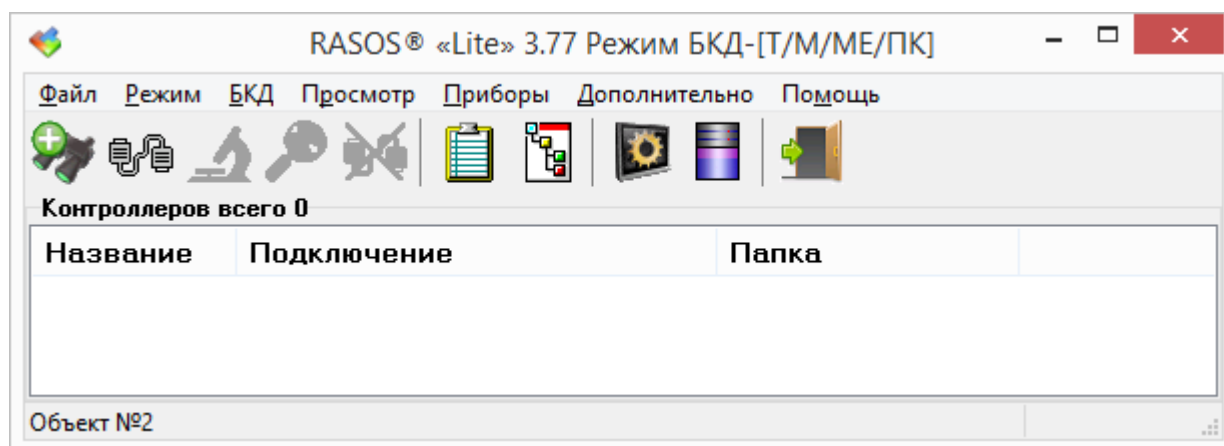 RASOS® «Lite» 3.77 Режим БКД-[Т/М/МЕ/ПК]
Файл Режим БКД Просмотр Приборы Дополнительно Помощь
Контроллеров всего 0
Название Подключение Папка
Объект №2